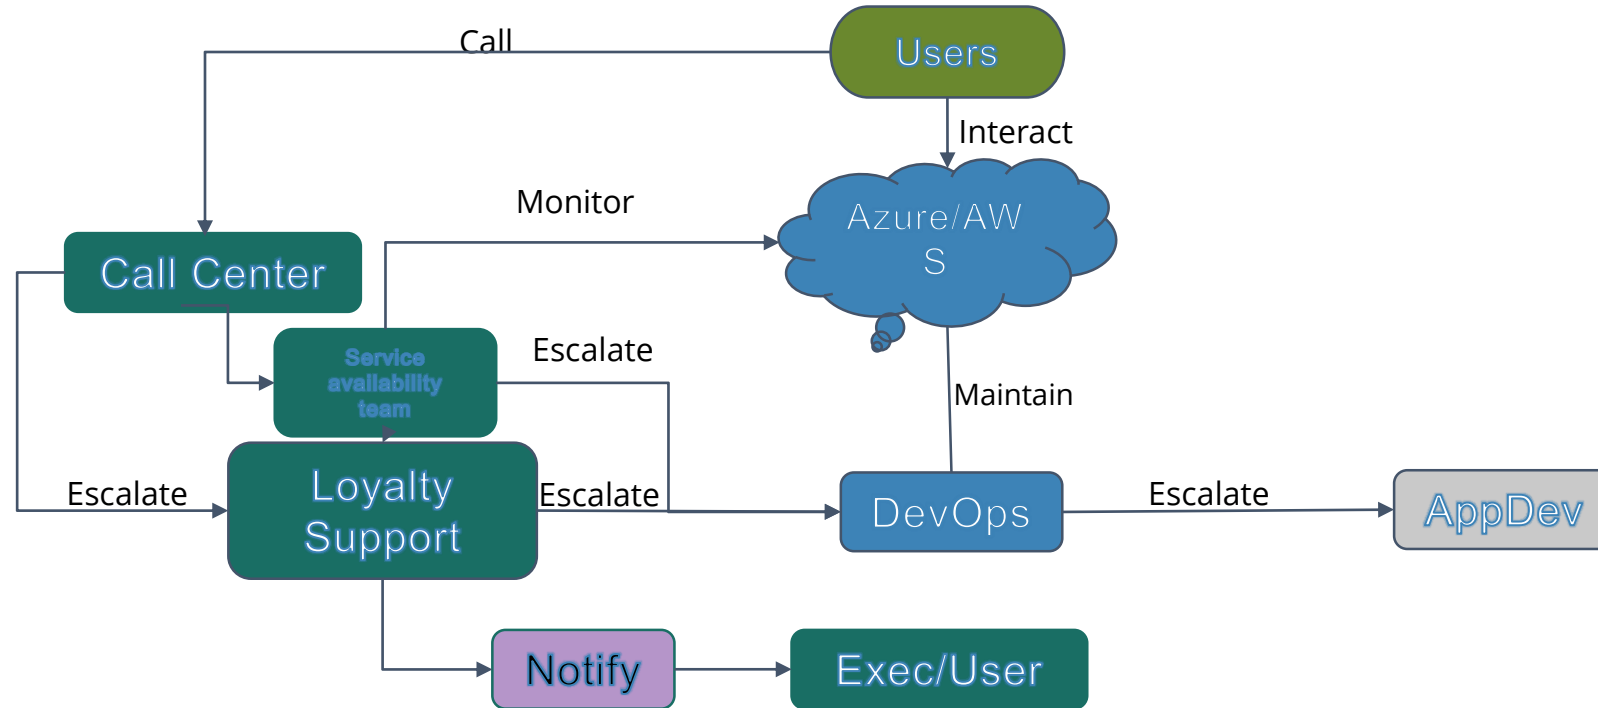 Call
Users
Interact
Monitor
Azure/AW
S
Call Center
Service
availability
team
Escalate
Maintain
Loyalty
Support
Escalate
Escalate
DevOps
Escalate
AppDev
Notify
Exec/User